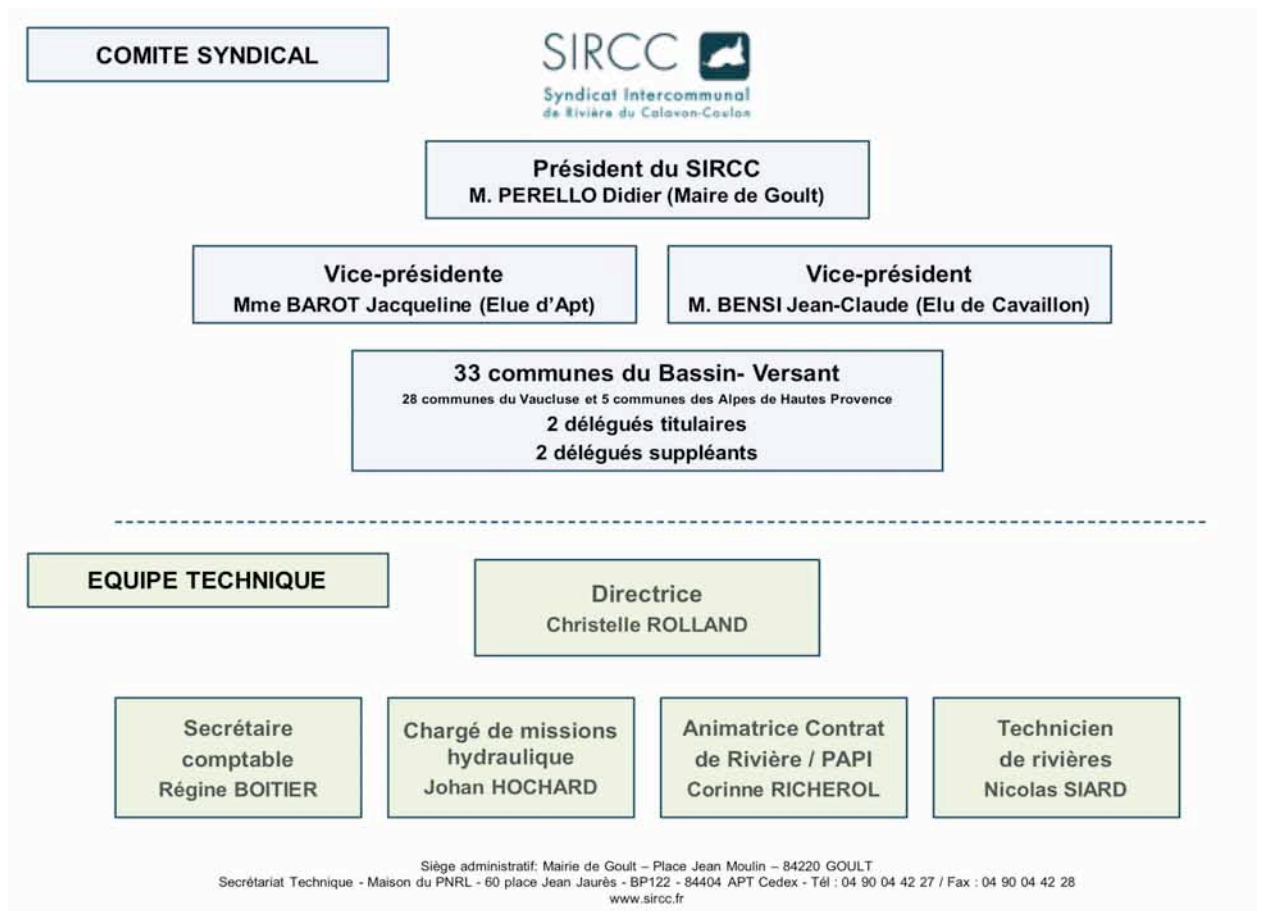 COMITE SYNDICAL
SIRCC
Syndicat Intercommunal
de Rivière du Calavon-Coulon
Président du SIRCC
M. PERELLO Didier (Maire de Goult)
Vice-présidente
Mme BAROT Jacqueline (Elue d'Apt)
Vice-président
M. BENSI Jean-Claude (Elu de Cavaillon)
33 communes du Bassin- Versant
28 communes du Vaucluse et 5 communes des Alpes de Hautes Provence
2 délégués titulaires
2 délégués suppléants
EQUIPE TECHNIQUE
Directrice
Christelle ROLLAND
Secrétaire
comptable
Régine BOITIER
Chargé de missions
hydraulique
Johan HOCHARD
Animatrice Contrat
de Rivière / PAPI
Corinne RICHEROL
Technicien
de rivières
Nicolas SIARD
Siège administratif: Mairie de Goult – Place Jean Moulin – 84220 GOULT
Secrétariat Technique - Maison du PNRL - 60 place Jean Jaurès - BP122 - 84404 APT Cedex - Tél : 04 90 04 42 27 / Fax : 04 90 04 42 28
www.sircc.fr